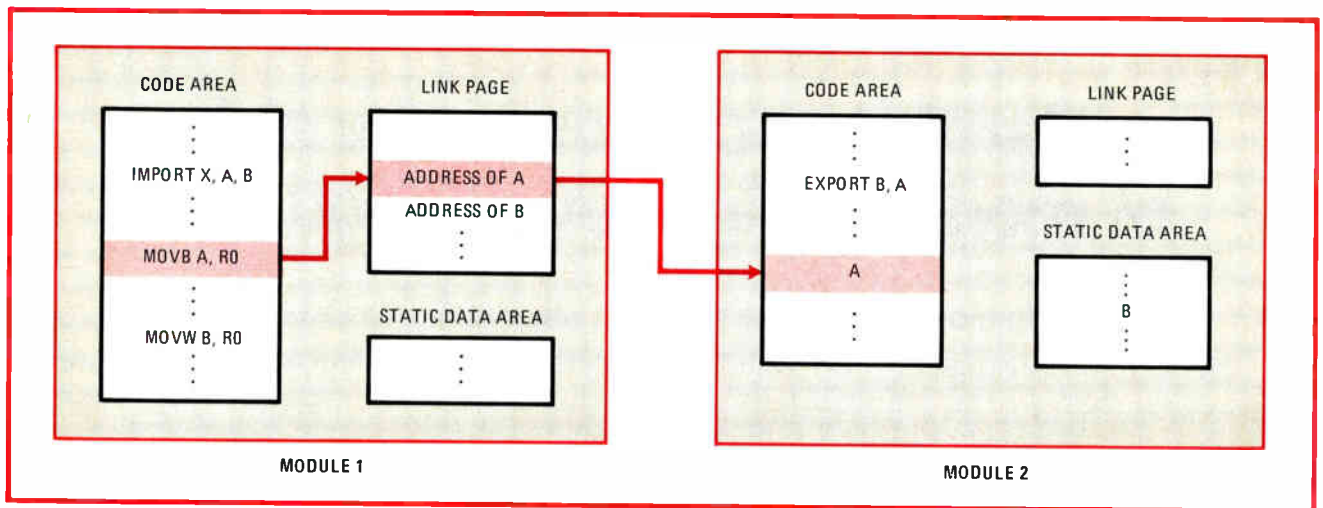 CODE AREA
IMPORT X, A, B
MOVB A, R0
MOVW B, R0
LINK PAGE
ADDRESS OF A
ADDRESS OF B
STATIC DATA AREA
MODULE 1
CODE AREA
EXPORT B, A
A
LINK PAGE
STATIC DATA AREA
B
MODULE 2